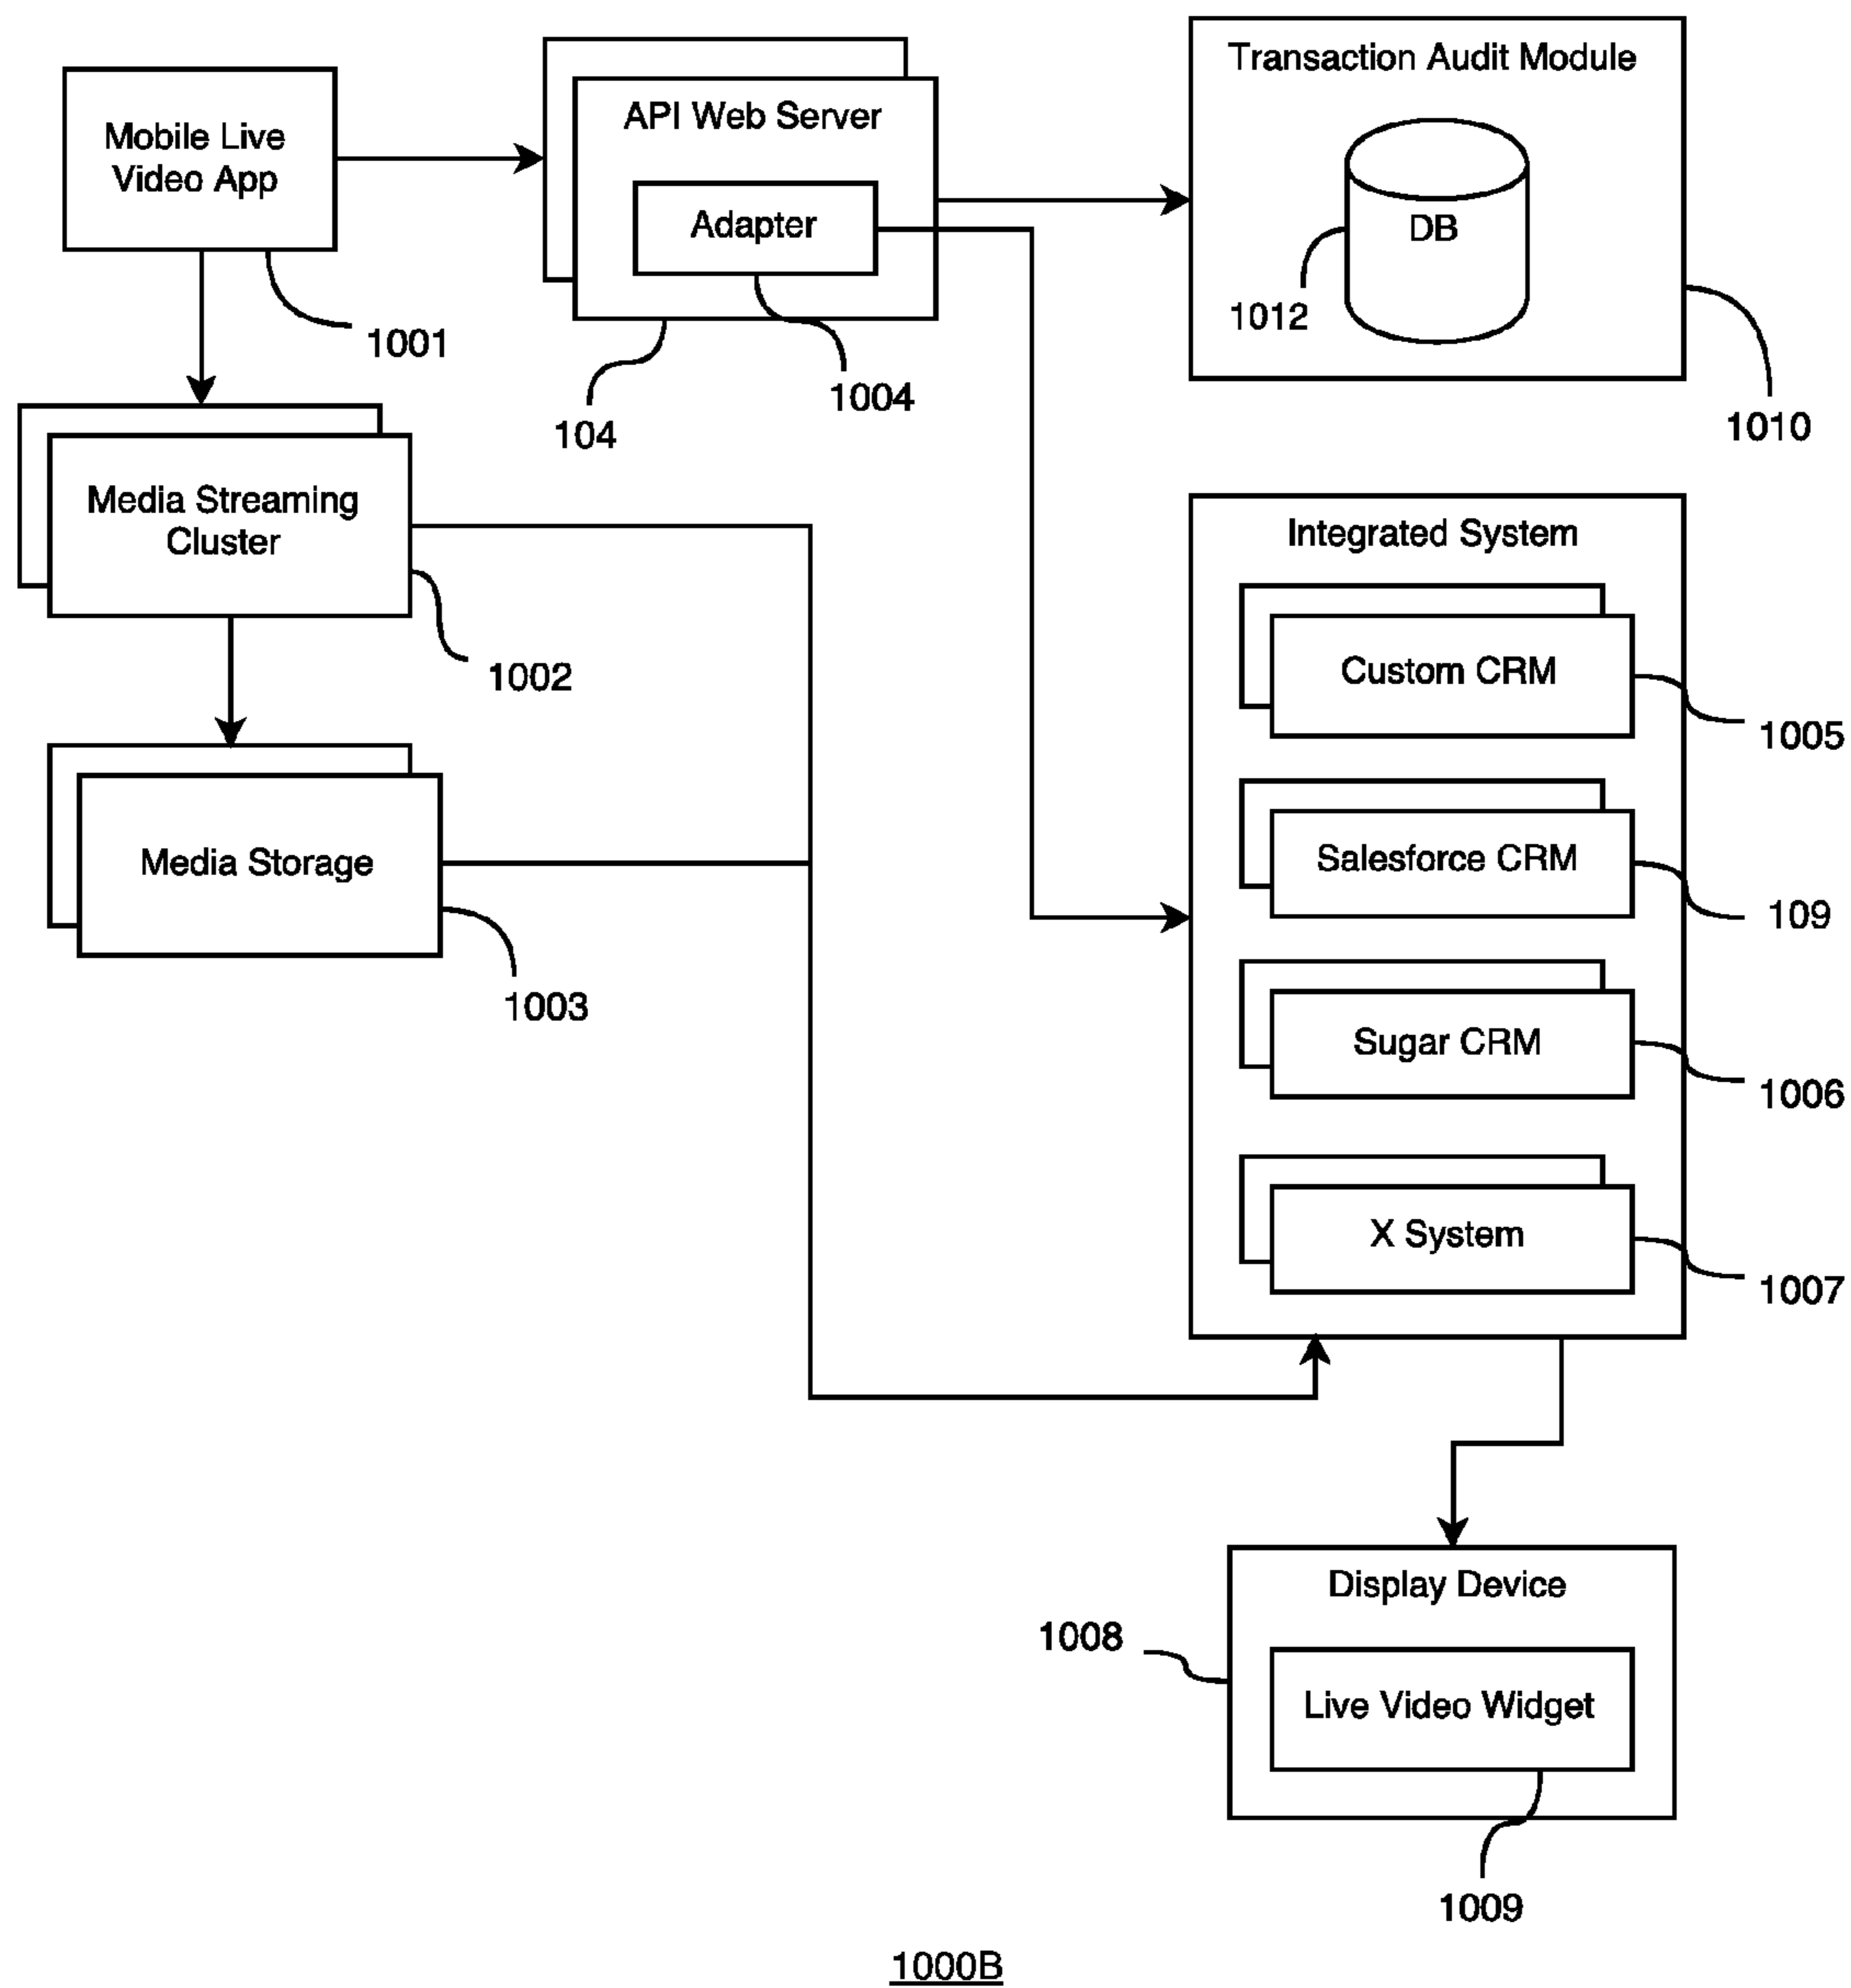 Mobile Live
Video App
1001
API Web Server
Adapter
104
1004
Transaction Audit Module
DB
1012
1010
Media Streaming
Cluster
1002
Media Storage
1003
Integrated System
Custom CRM
1005
Salesforce CRM
109
Sugar CRM
1006
X System
1007
Display Device
1008
Live Video Widget
1009
1000B